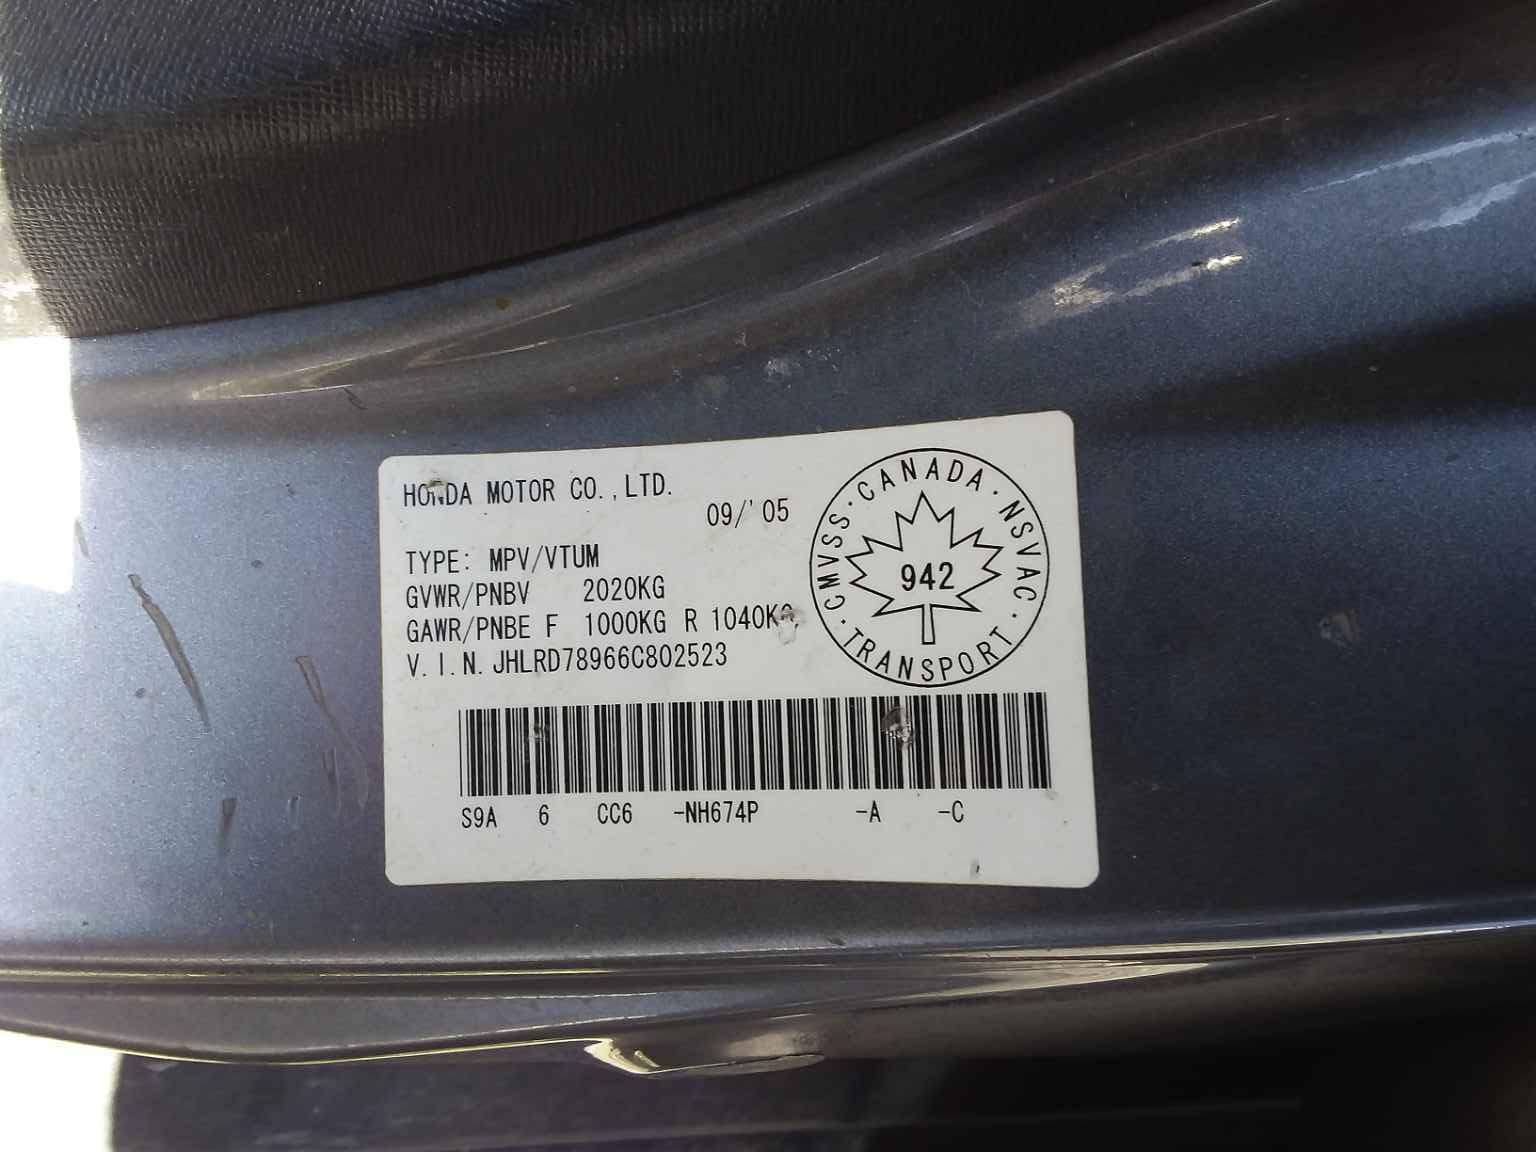 HONDA MOTOR CO.,LTD.
09/'05
TYPE: MPV/VTUM
GVWR/PNBV 2020KG
GAWR/PNBE F 1000KG R 1040KG
V.I.N. JHLRD78966C802523
CMVSS · CANADA · NSVAC · TRANSPORT ·
942
S9A 6 CC6 -NH674P -A -C